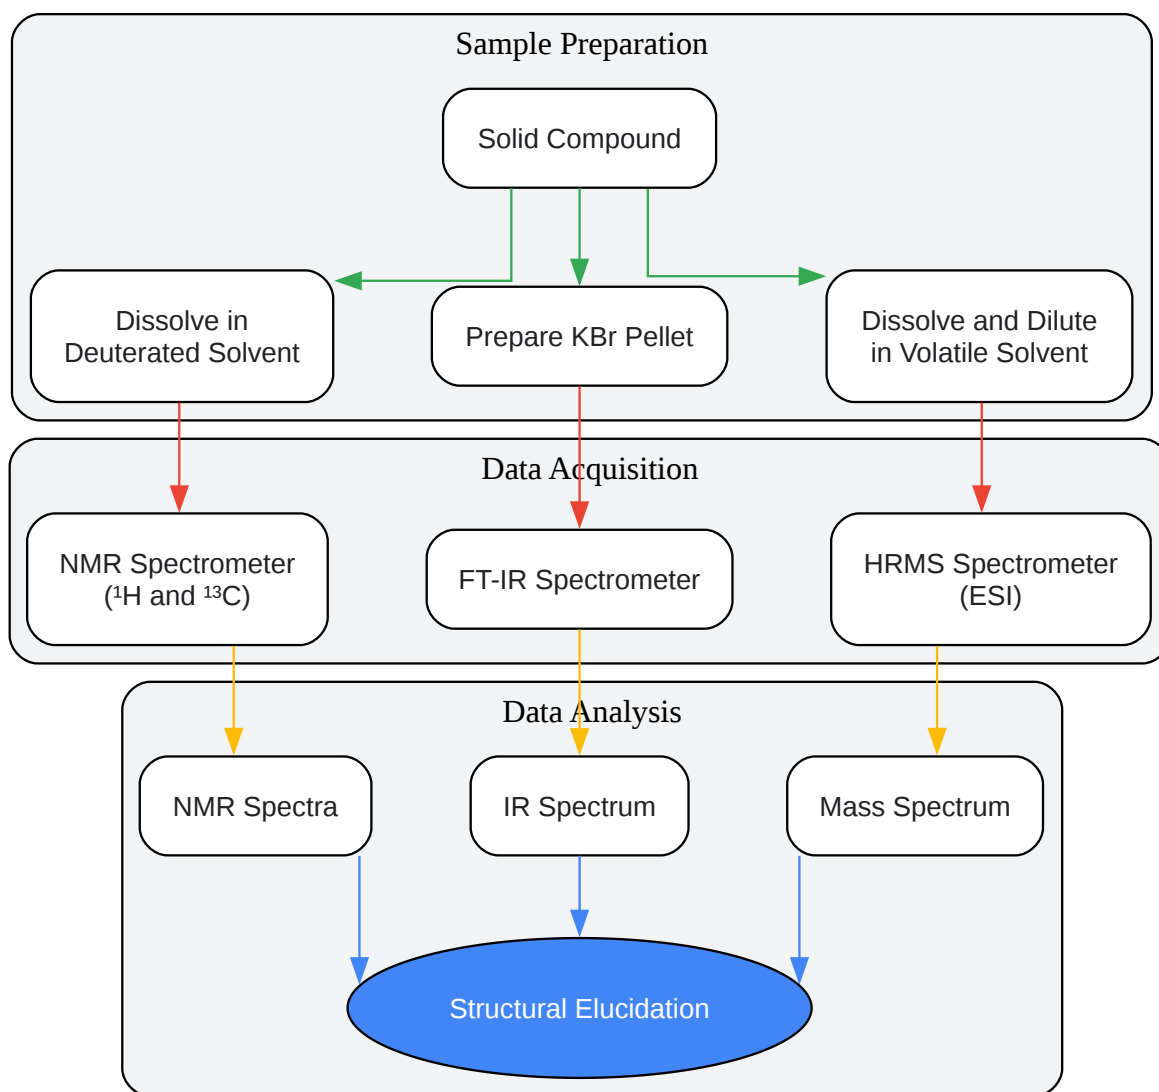 Sample Preparation
Solid Compound
Dissolve in
Deuterated Solvent
Prepare KBr Pellet
Dissolve and Dilute
in Volatile Solvent
Data Acquisition
NMR Spectrometer
(¹H and ¹³C)
FT-IR Spectrometer
HRMS Spectrometer
(ESI)
Data Analysis
NMR Spectra
IR Spectrum
Mass Spectrum
Structural Elucidation